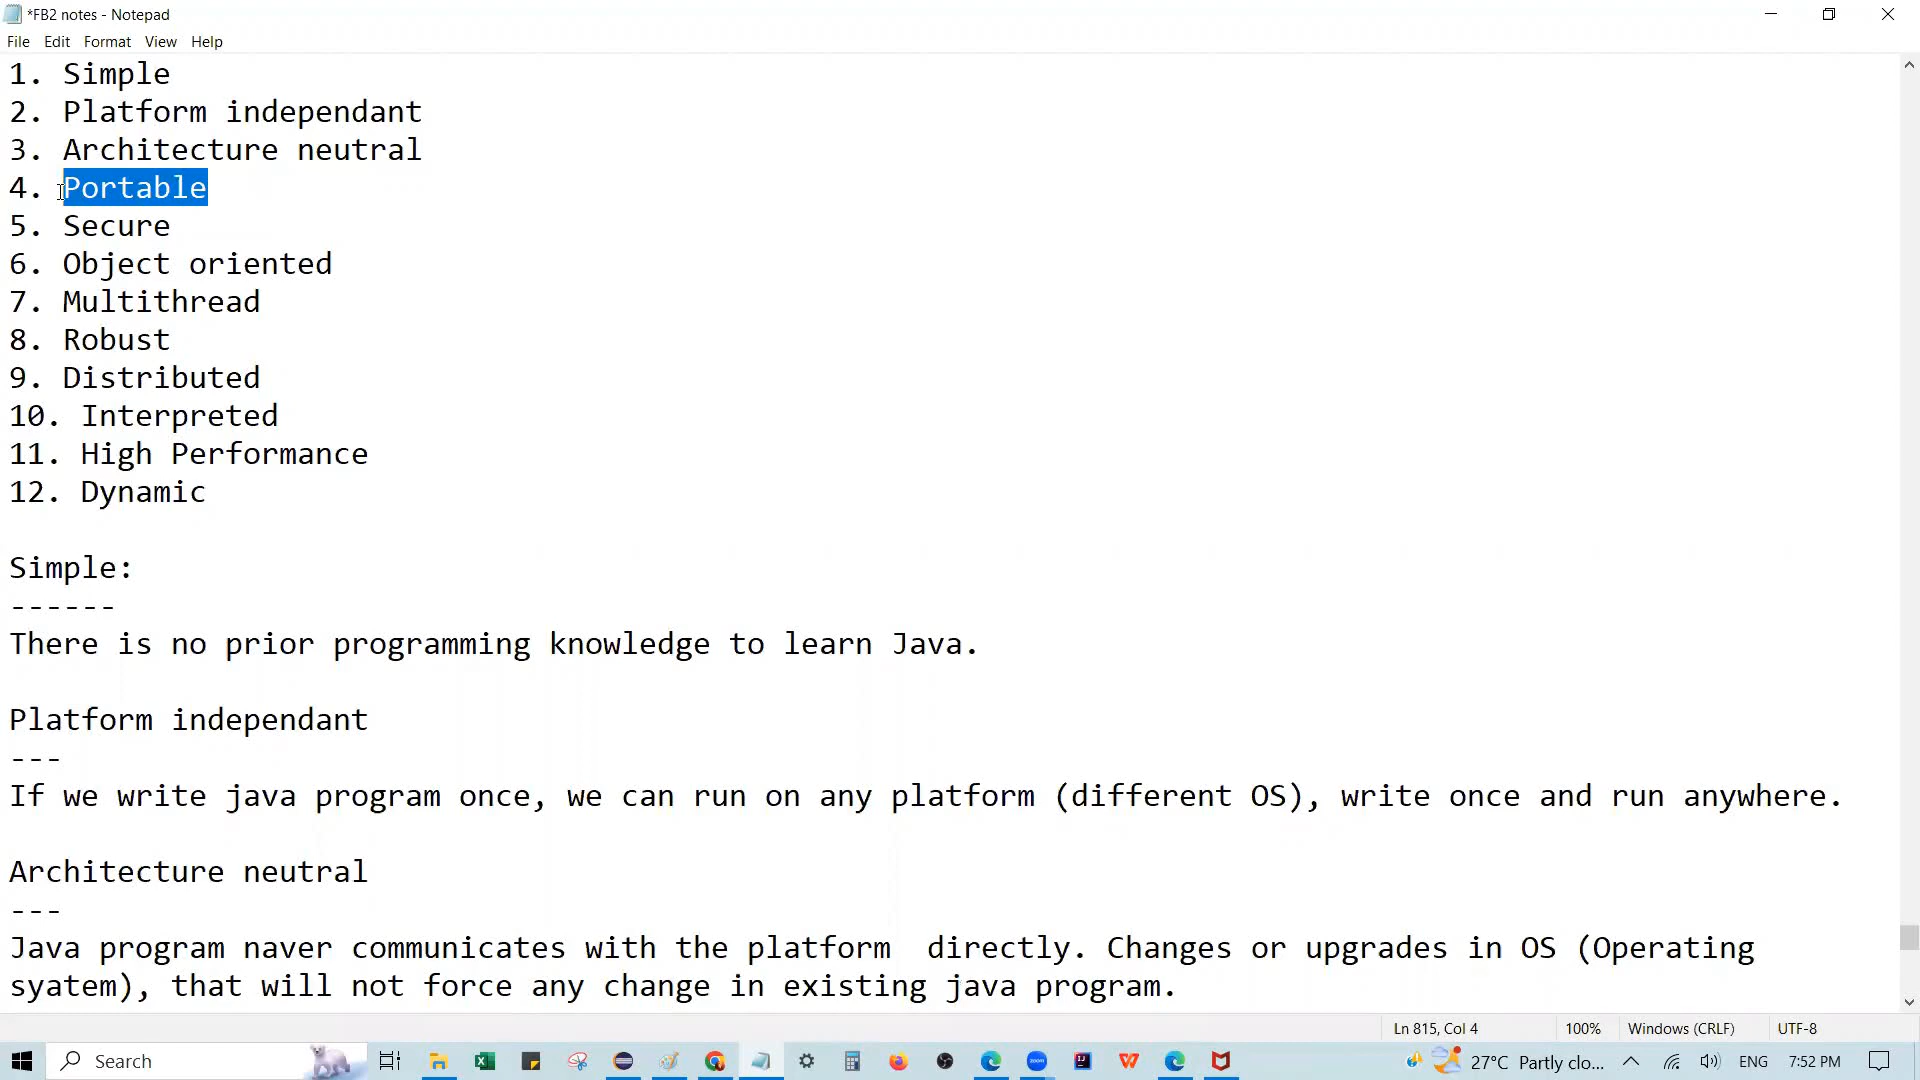 *FB2 notes - Notepad
File Edit Format View Help
1. Simple
2. Platform independant
3. Architecture neutral
4. Portable
5. Secure
6. Object oriented
7. Multithread
8. Robust
9. Distributed
10. Interpreted
11. High Performance
12. Dynamic
Simple:
------
There is no prior programming knowledge to learn Java.
Platform independant
---
If we write java program once, we can run on any platform (different OS), write once and run anywhere.
Architecture neutral
---
Java program naver communicates with the platform  directly. Changes or upgrades in OS (Operating
syatem), that will not force any change in existing java program.
Ln 815, Col 4 100% Windows (CRLF) UTF-8
Search 27°C Partly clo... ENG 7:52 PM